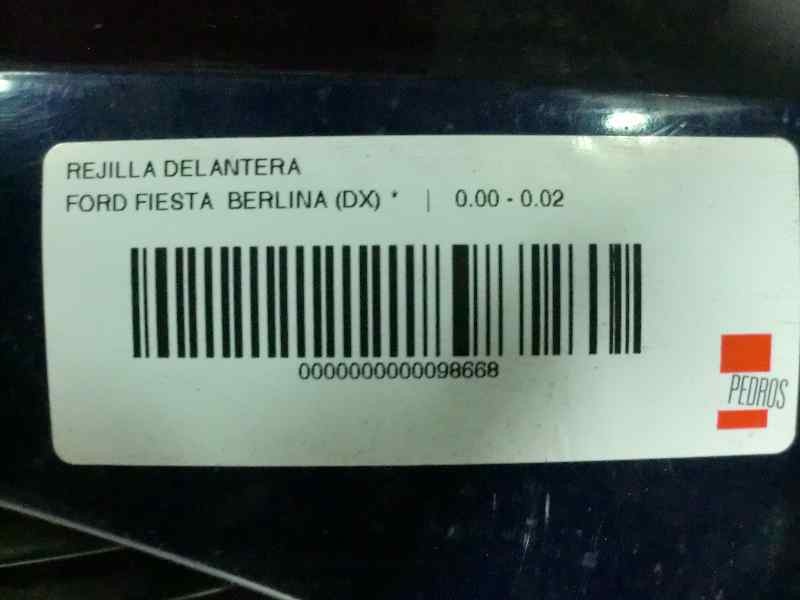 REJILLA DELANTERA
FORD FIESTA BERLINA (DX) * | 0.00 - 0.02
0000000000098668
PEDROS